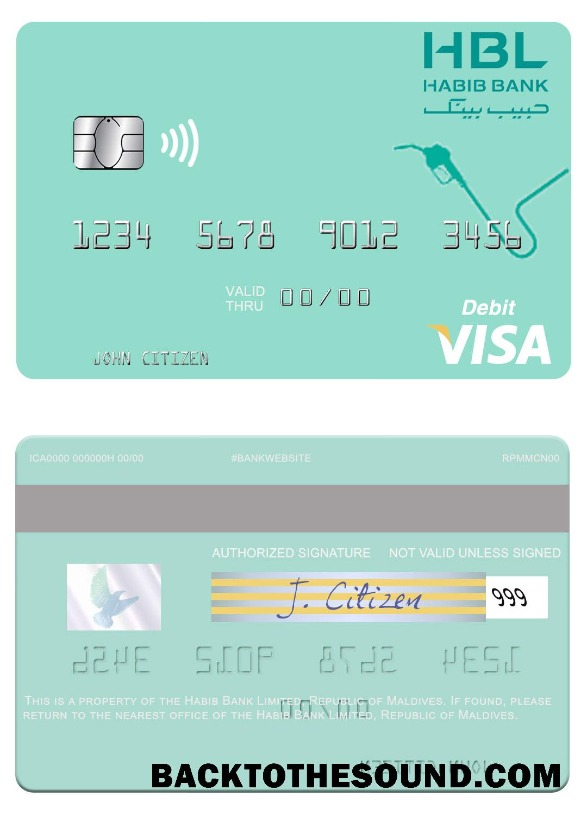 HBL
HABIB BANK
حبیب بینک
1234 5678 9012 3456
VALID
THRU 00/00
Debit
VISA
JOHN CITIZEN
ICA0000 000000H 00/00 #BANKWEBSITE RPMMCN00
AUTHORIZED SIGNATURE NOT VALID UNLESS SIGNED
J. Citizen 999
THIS IS A PROPERTY OF THE HABIB BANK LIMITED, REPUBLIC OF MALDIVES. IF FOUND, PLEASE
RETURN TO THE NEAREST OFFICE OF THE HABIB BANK LIMITED, REPUBLIC OF MALDIVES.
BACKTOTHESOUND.COM